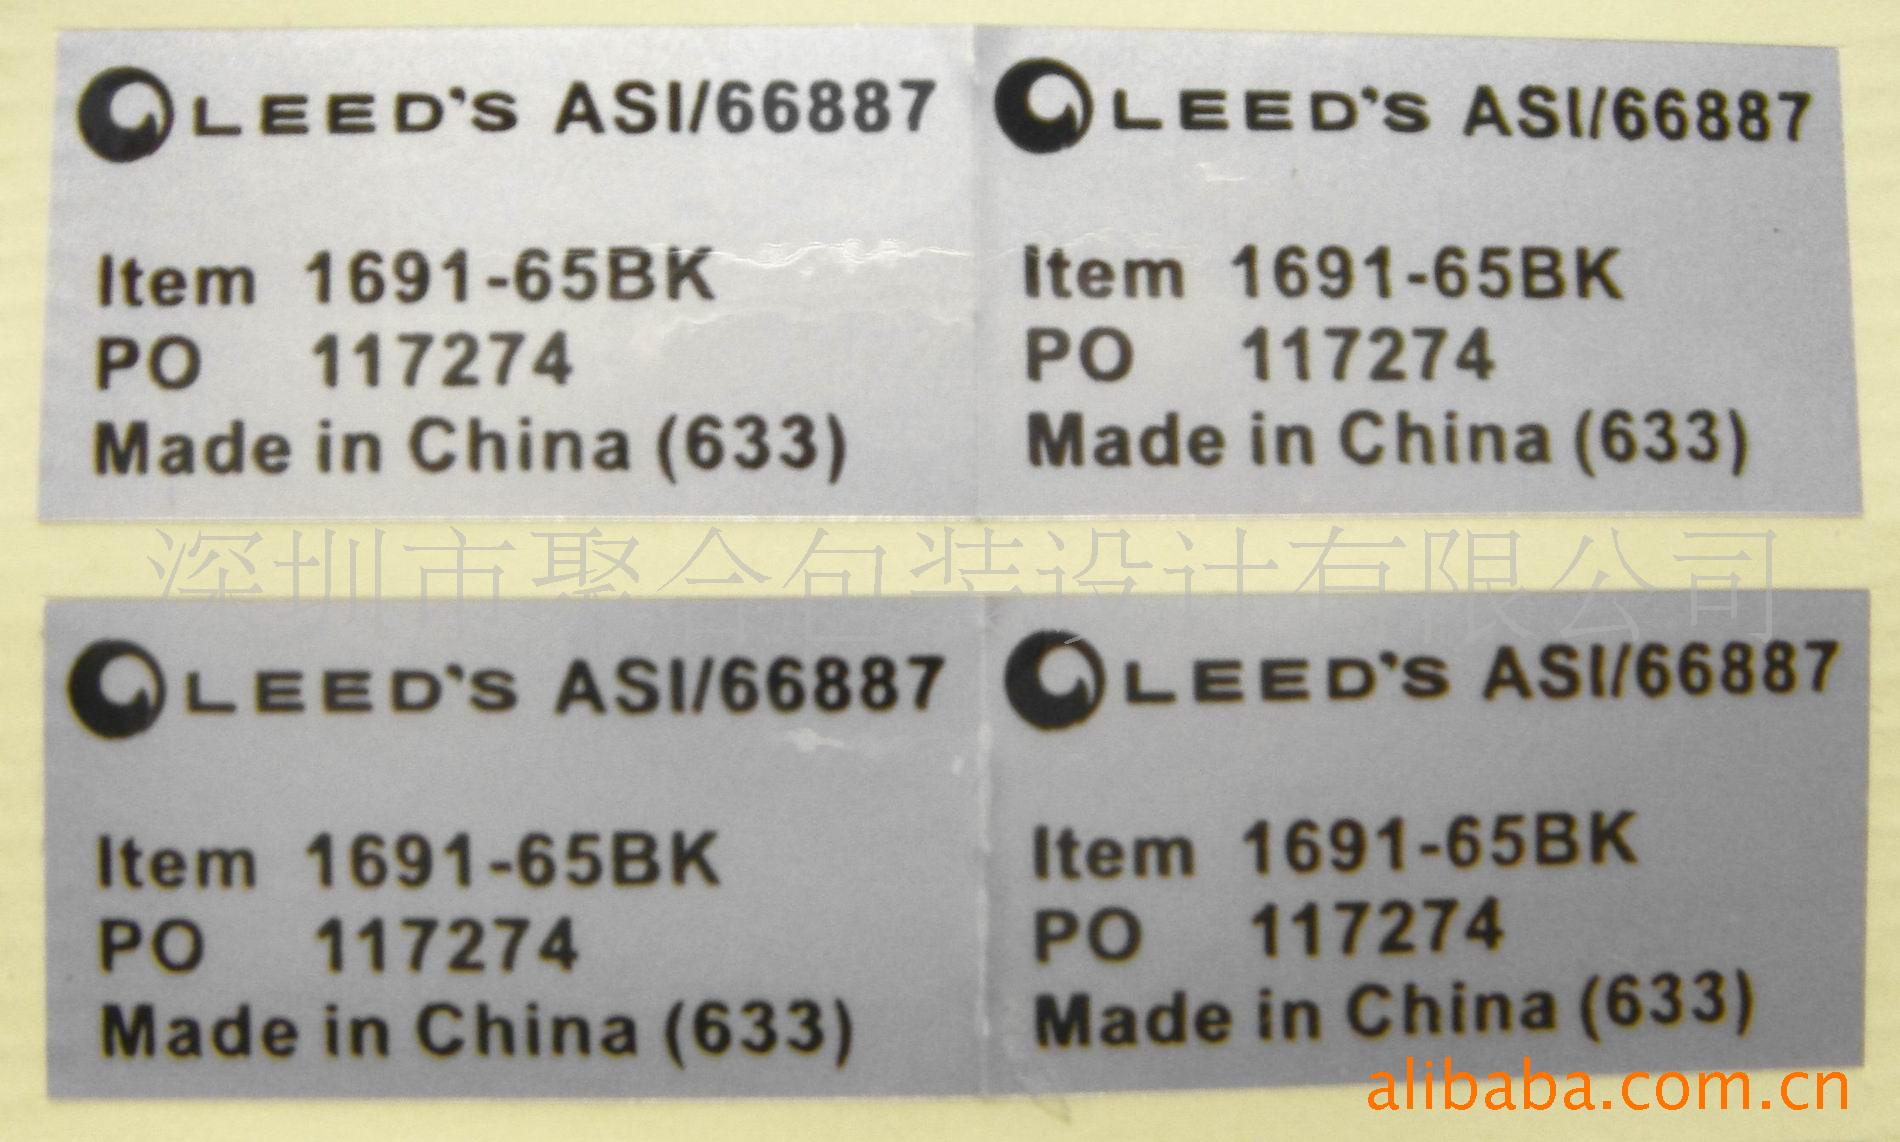 LEED'S ASI/66887
Item 1691-65BK
PO 117274
Made in China (633)
LEED'S ASI/66887
Item 1691-65BK
PO 117274
Made in China (633)
深圳市聚合包装设计有限公司
LEED'S ASI/66887
Item 1691-65BK
PO 117274
Made in China (633)
LEED'S ASI/66887
Item 1691-65BK
PO 117274
Made in China (633)
alibaba.com.cn